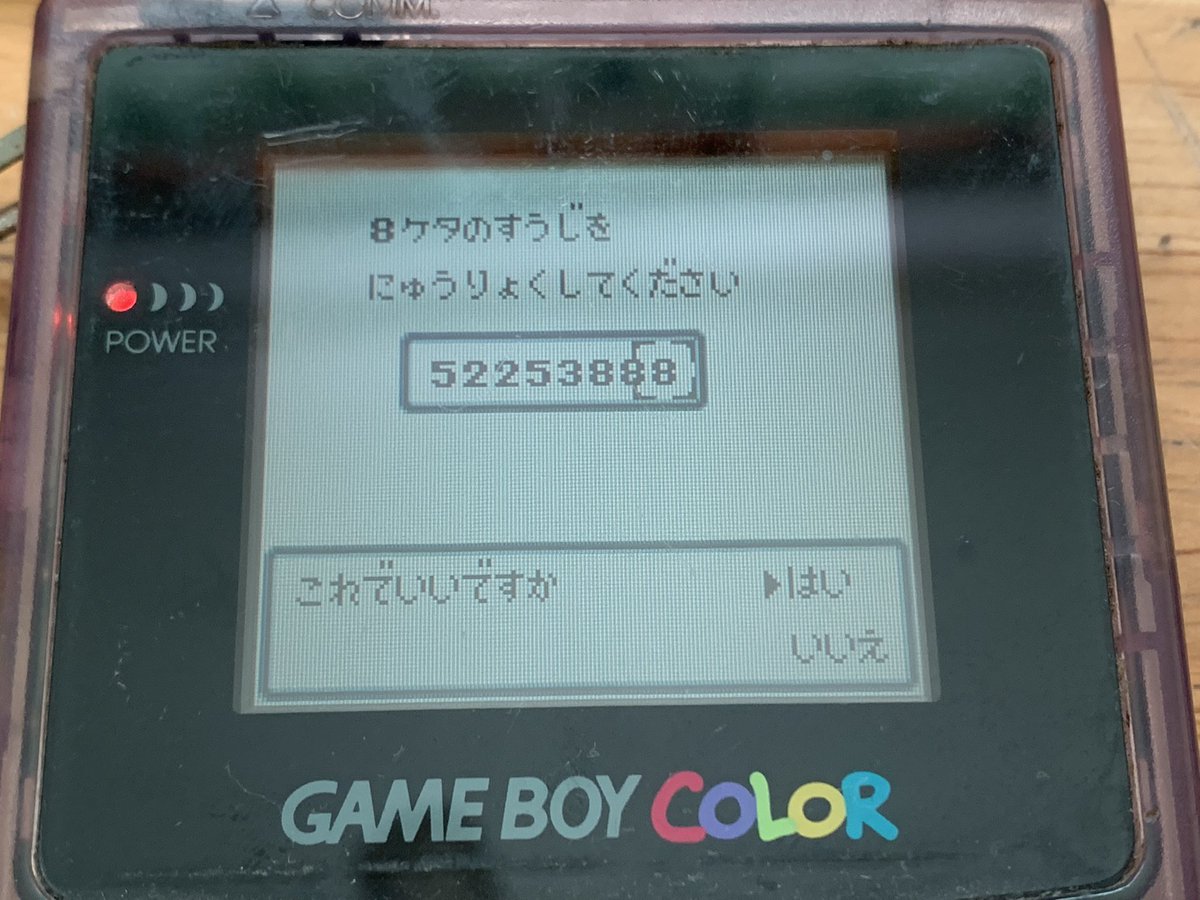 COMM.
8ケタのすうじを
にゅうりょくしてください
52253888
POWER
これでいいですか
▶はい
いいえ
GAME BOY COLOR